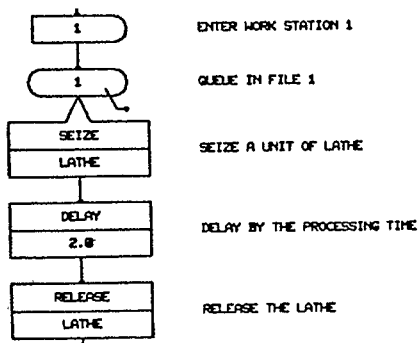 1 ENTER WORK STATION 1
1 QUEUE IN FILE 1
SEIZE
LATHE SEIZE A UNIT OF LATHE
DELAY
2.0 DELAY BY THE PROCESSING TIME
RELEASE
LATHE RELEASE THE LATHE